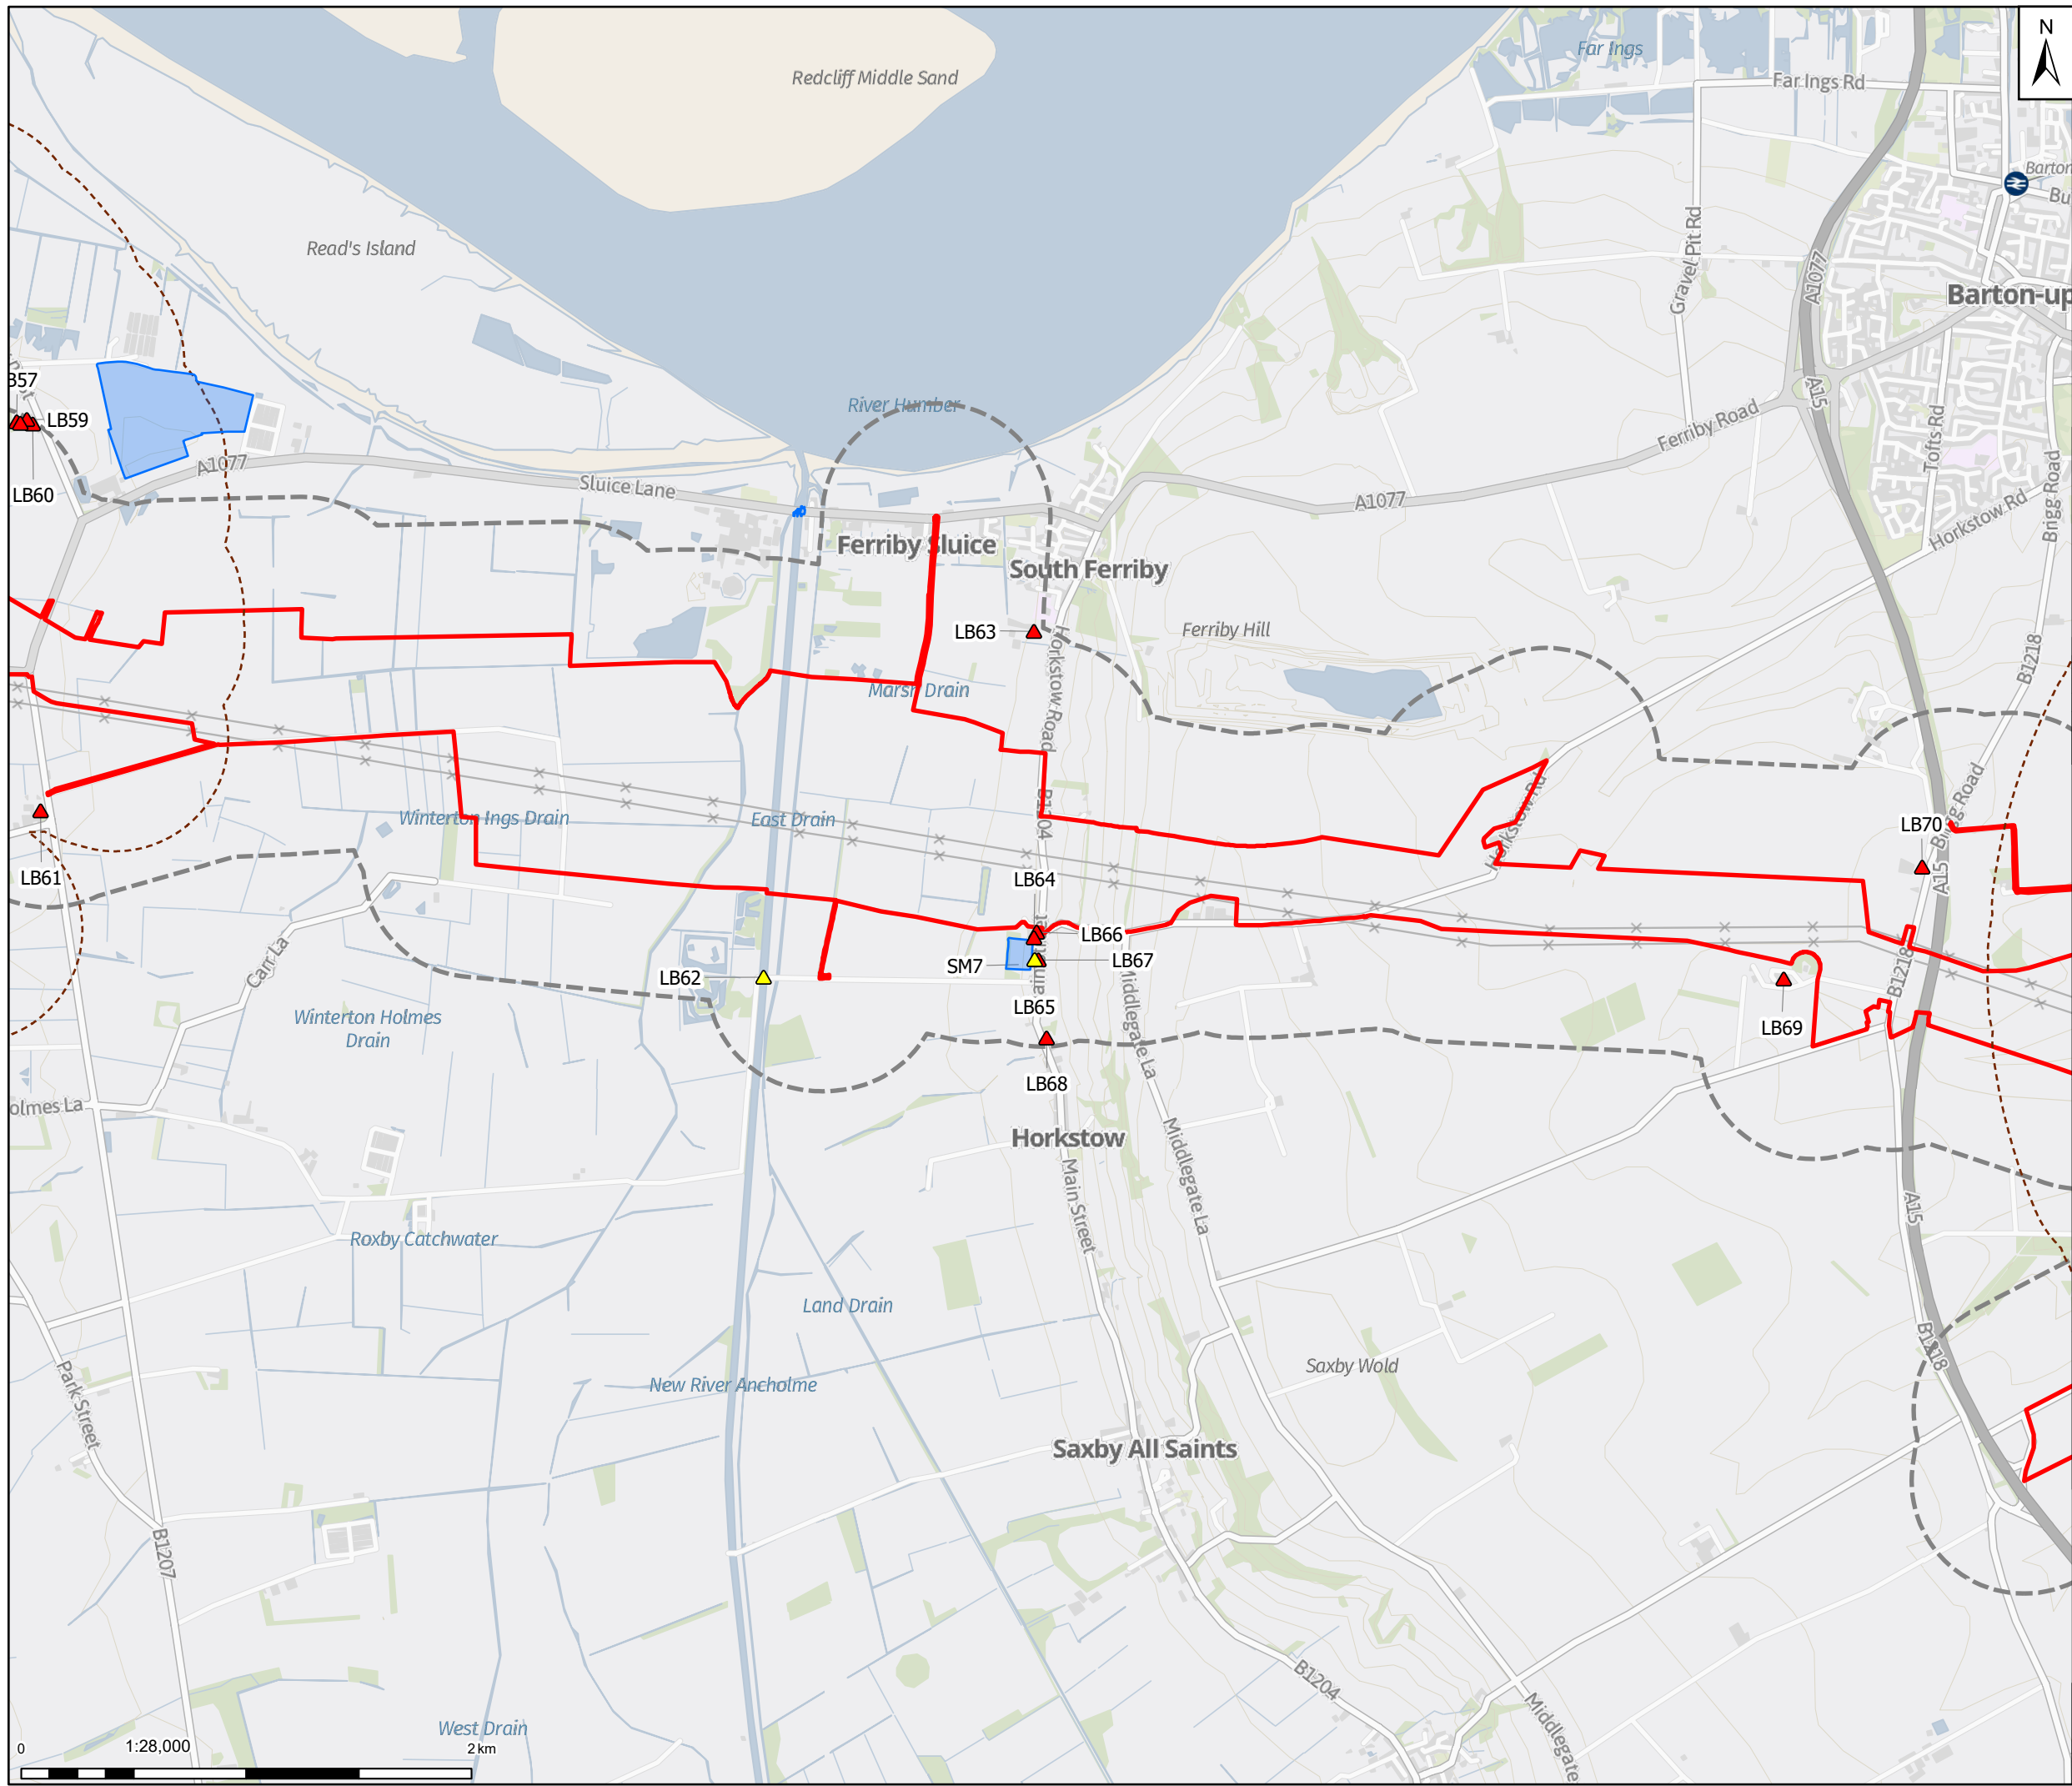 N
Far Ings
Redcliff Middle Sand
Far Ings Rd
Barton
Bu
Read's Island
Gravel Pit Rd
A1077
Barton-up
B57
LB59
River Humber
A15
Ferriby Road
Tofts Rd
Brigg Road
A1077
LB60
Sluice Lane
A1077
Horkstow Rd
Ferriby Sluice
South Ferriby
LB63
Ferriby Hill
Horkstow Road
B1218
Marsh Drain
Winterton Ings Drain
East Drain
B1204
Horkstow Rd
Brigg Road
LB70
LB61
LB64
A15
Carr La
LB66
SM7
LB67
LB62
B1218
LB65
Middlegate La
Winterton Holmes
Drain
LB69
LB68
olmes La
Horkstow
Middlegate La
Main Street
A15
Roxby Catchwater
Land Drain
B1218
Saxby Wold
New River Ancholme
Park Street
Saxby All Saints
B1207
B1204
Middlegate
West Drain
0
1:28,000
2 km